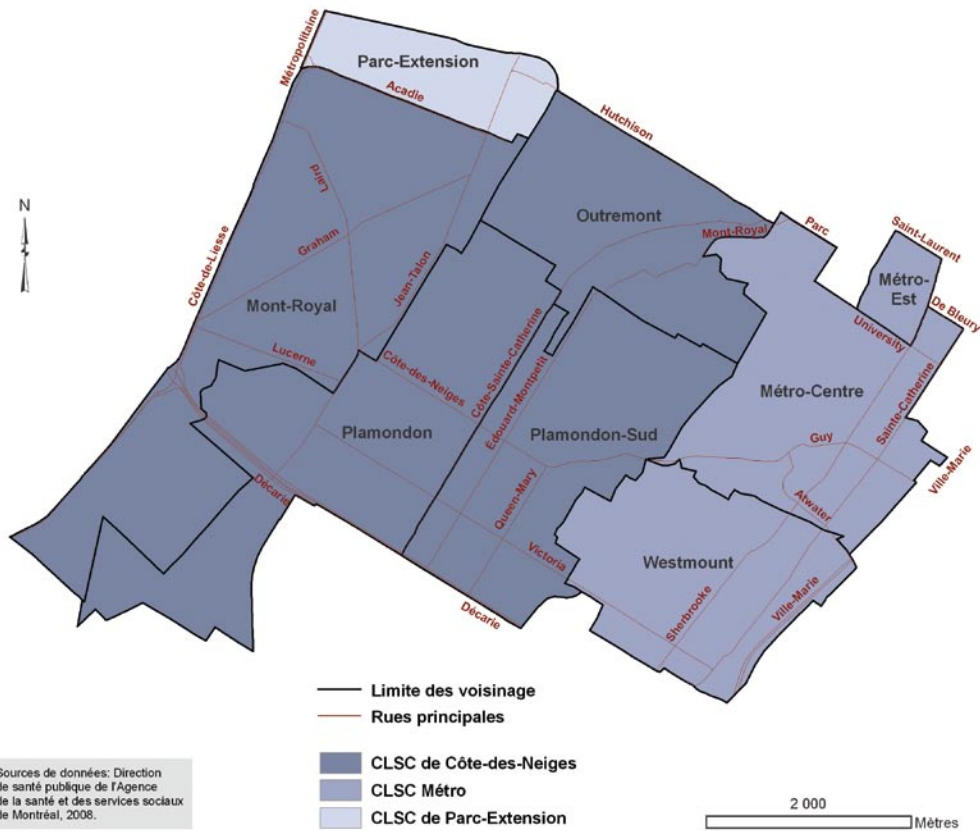 Métropolitaine
Parc-Extension
Acadie
Hutchison
Laird
Outremont
Mont-Royal
Parc
Saint-Laurent
N
Graham
Métro-
Est
De Bleury
Côte-de-Liesse
Jean-Talon
Mont-Royal
University
Lucerne
Côte-des-Neiges
Côte-Sainte-Catherine
Édouard-Montpetit
Métro-Centre
Sainte-Catherine
Plamondon
Plamondon-Sud
Guy
Ville-Marie
Décarie
Queen-Mary
Atwater
Victoria
Westmount
Sherbrooke
Ville-Marie
Décarie
Limite des voisinage
Rues principales
CLSC de Côte-des-Neiges
CLSC Métro
CLSC de Parc-Extension
Sources de données: Direction
de santé publique de l'Agence
de la santé et des services sociaux
de Montréal, 2008.
2 000
Mètres